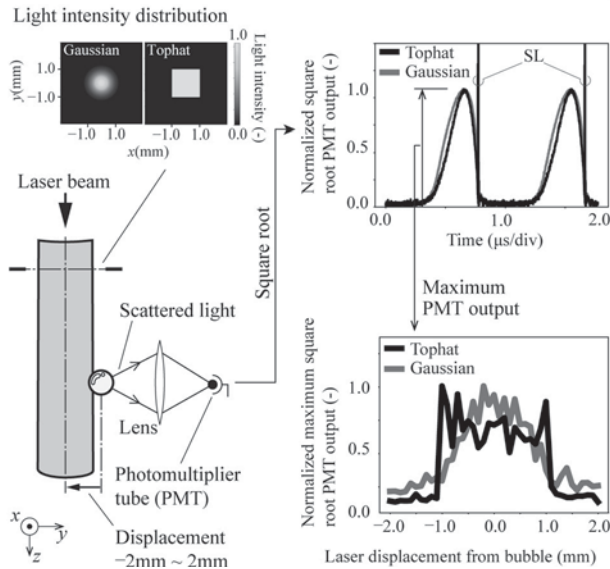 Light intensity distribution
Gaussian
Tophat
1.0
0.0
Light intensity (-)
y(mm)
1.0
−1.0
−1.0 1.0
−1.0 1.0
x(mm)
Laser beam
Scattered light
Lens
Photomultiplier
tube (PMT)
Displacement
−2mm ~ 2mm
x
y
z
Square root
Normalized square
root PMT output (-)
Tophat
Gaussian
SL
1.0
0.5
0.0
0.0 1.0 2.0
Time (μs/div)
Maximum
PMT output
Normalized maximum square
root PMT output (-)
Tophat
Gaussian
1.0
0.5
0.0
−2.0 −1.0 0.0 1.0 2.0
Laser displacement from bubble (mm)